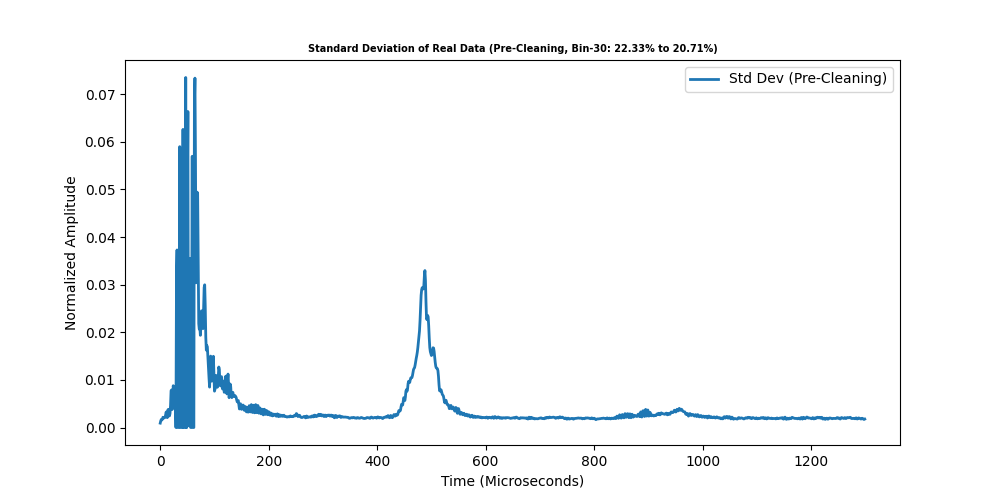 Standard Deviation of Real Data (Pre-Cleaning, Bin-30: 22.33% to 20.71%)
Std Dev (Pre-Cleaning)
Normalized Amplitude
0.07
0.06
0.05
0.04
0.03
0.02
0.01
0.00
0 200 400 600 800 1000 1200
Time (Microseconds)